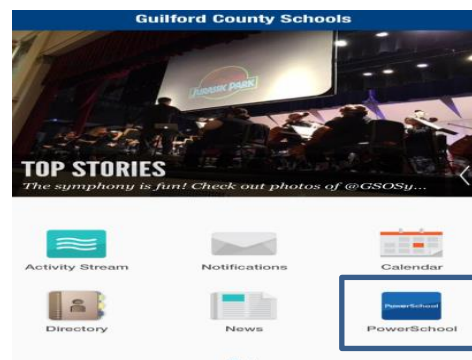 Guilford County Schools
JURASSIC PARK
TOP STORIES
The symphony is fun! Check out photos of @GSOSy...
Activity Stream
Notifications
Calendar
Directory
News
PowerSchool
PowerSchool